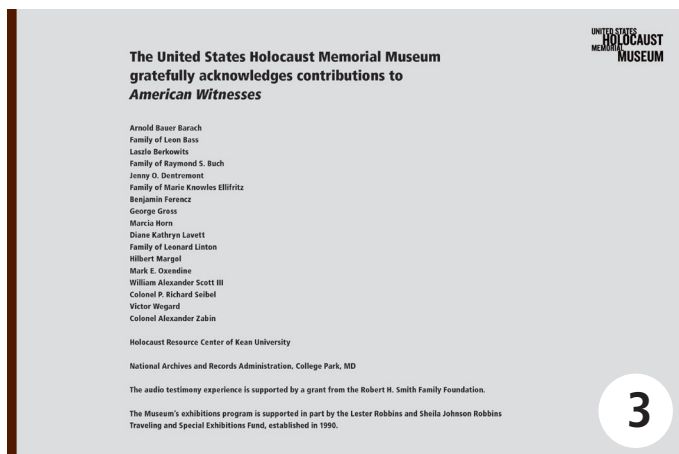 UNITED STATES
HOLOCAUST
MEMORIAL
MUSEUM
The United States Holocaust Memorial Museum
gratefully acknowledges contributions to
American Witnesses
Arnold Bauer Barach
Family of Leon Bass
Laszlo Berkowits
Family of Raymond S. Buch
Jenny O. Dentremont
Family of Marie Knowles Ellifritz
Benjamin Ferencz
George Gross
Marcia Horn
Diane Kathryn Lavett
Family of Leonard Linton
Hilbert Margol
Mark E. Oxendine
William Alexander Scott III
Colonel P. Richard Seibel
Victor Wegard
Colonel Alexander Zabin
Holocaust Resource Center of Kean University
National Archives and Records Administration, College Park, MD
The audio testimony experience is supported by a grant from the Robert H. Smith Family Foundation.
The Museum's exhibitions program is supported in part by the Lester Robbins and Sheila Johnson Robbins
Traveling and Special Exhibitions Fund, established in 1990.
3